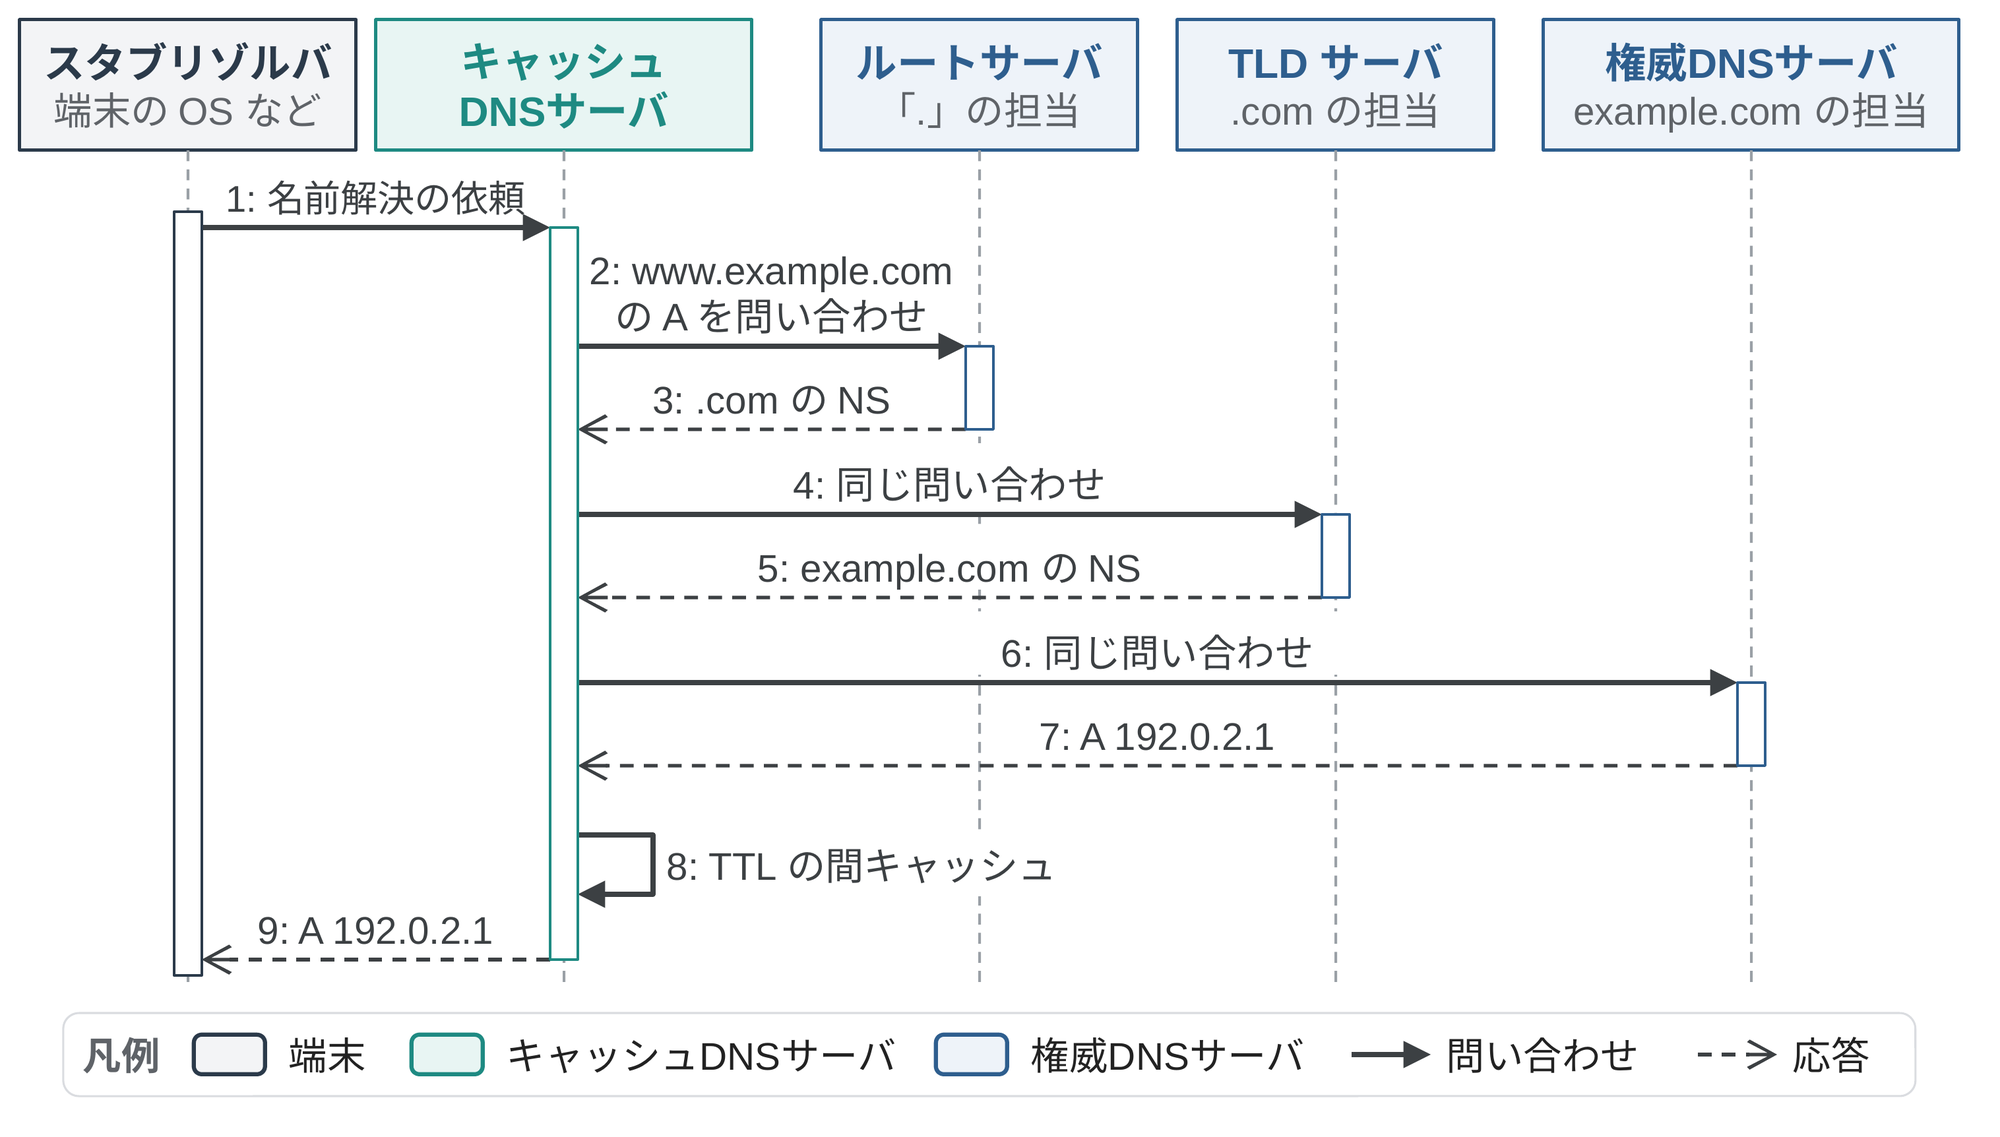 スタブリゾルバ
端末の OS など
キャッシュ
DNSサーバ
ルートサーバ
「.」の担当
TLD サーバ
.com の担当
権威DNSサーバ
example.com の担当
1: 名前解決の依頼
2: www.example.com
の A を問い合わせ
3: .com の NS
4: 同じ問い合わせ
5: example.com の NS
6: 同じ問い合わせ
7: A 192.0.2.1
8: TTL の間キャッシュ
9: A 192.0.2.1
凡例 端末 キャッシュDNSサーバ 権威DNSサーバ 問い合わせ 応答